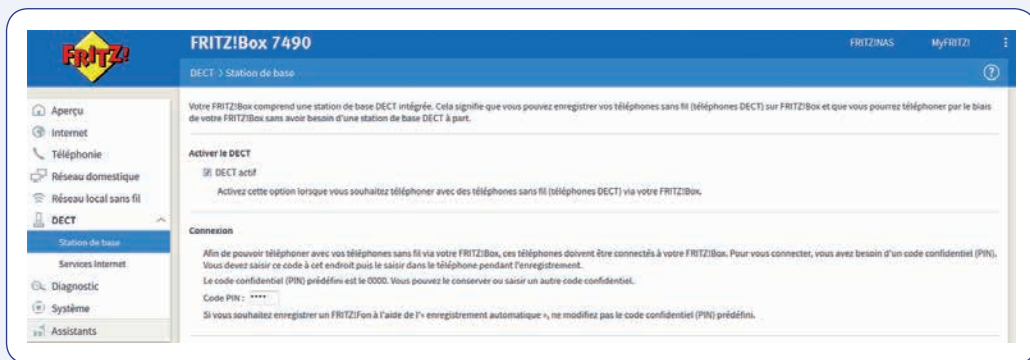 FRITZ!
FRITZ!Box 7490
FRITZ!NAS
MyFRITZ!
DECT > Station de base
Aperçu
Internet
Téléphonie
Réseau domestique
Réseau local sans fil
DECT
Station de base
Services Internet
Diagnostic
Système
Assistants
Votre FRITZ!Box comprend une station de base DECT intégrée. Cela signifie que vous pouvez enregistrer vos téléphones sans fil (téléphones DECT) sur FRITZ!Box et que vous pourrez téléphoner par le biais
de votre FRITZ!Box sans avoir besoin d'une station de base DECT à part.
Activer le DECT
DECT actif
Activez cette option lorsque vous souhaitez téléphoner avec des téléphones sans fil (téléphones DECT) via votre FRITZ!Box.
Connexion
Afin de pouvoir téléphoner avec vos téléphones sans fil via votre FRITZ!Box, ces téléphones doivent être connectés à votre FRITZ!Box. Pour vous connecter, vous avez besoin d'un code confidentiel (PIN).
Vous devez saisir ce code à cet endroit puis le saisir dans le téléphone pendant l'enregistrement.
Le code confidentiel (PIN) prédéfini est le 0000. Vous pouvez le conserver ou saisir un autre code confidentiel.
Code PIN : ****
Si vous souhaitez enregistrer un FRITZ!Fon à l'aide de l'« enregistrement automatique », ne modifiez pas le code confidentiel (PIN) prédéfini.